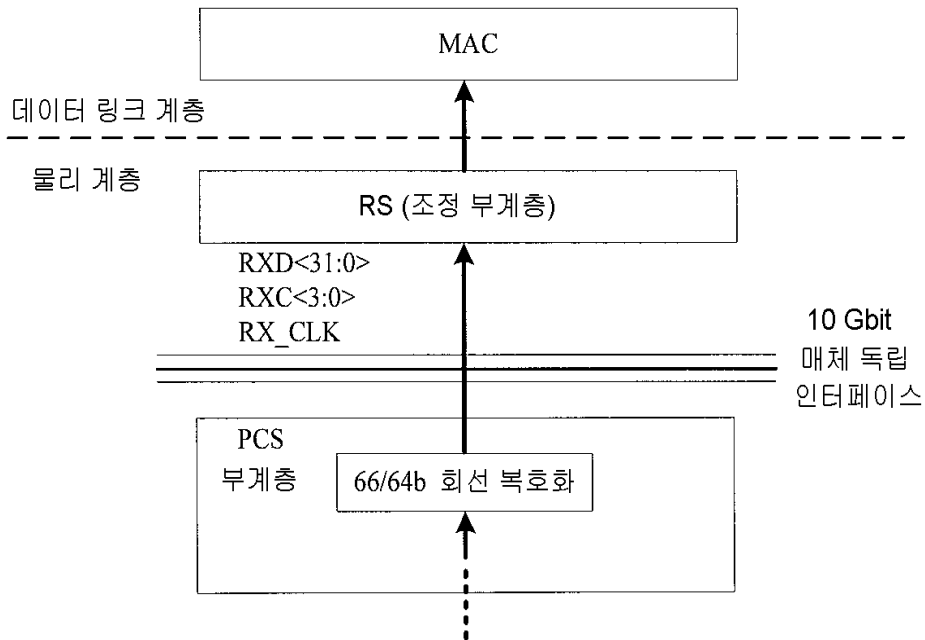 MAC
데이터 링크 계층
물리 계층
RS (조정 부계층)
RXD<31:0>
RXC<3:0>
RX_CLK
10 Gbit
매체 독립
인터페이스
PCS
부계층
66/64b 회선 복호화